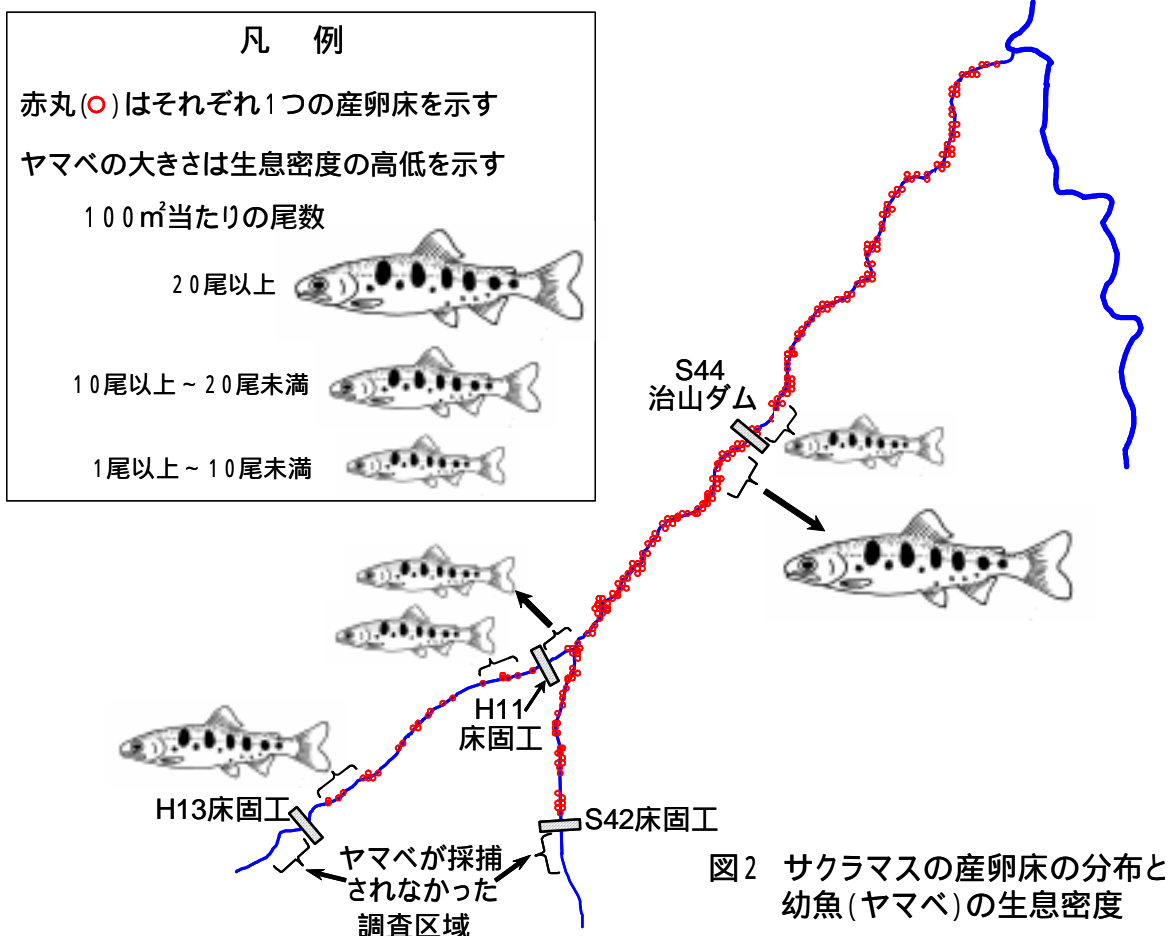 凡 例
赤丸(○)はそれぞれ1つの産卵床を示す
ヤマベの大きさは生息密度の高低を示す
100㎡当たりの尾数
20尾以上
10尾以上~20尾未満
1尾以上~10尾未満
S44
治山ダム
H11
床固工
H13床固工
S42床固工
ヤマベが採捕
されなかった
調査区域
図2 サクラマスの産卵床の分布と
幼魚(ヤマベ)の生息密度